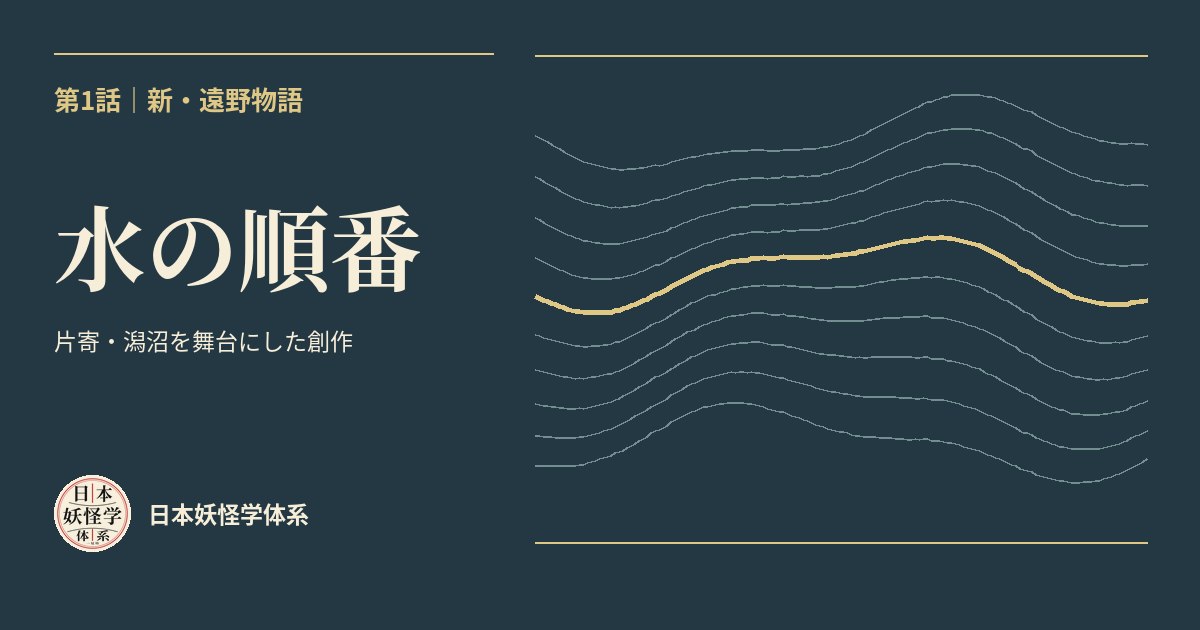 第1話｜新・遠野物語
水の順番
片寄・潟沼を舞台にした創作
日本
妖怪学
体系
日本妖怪学体系